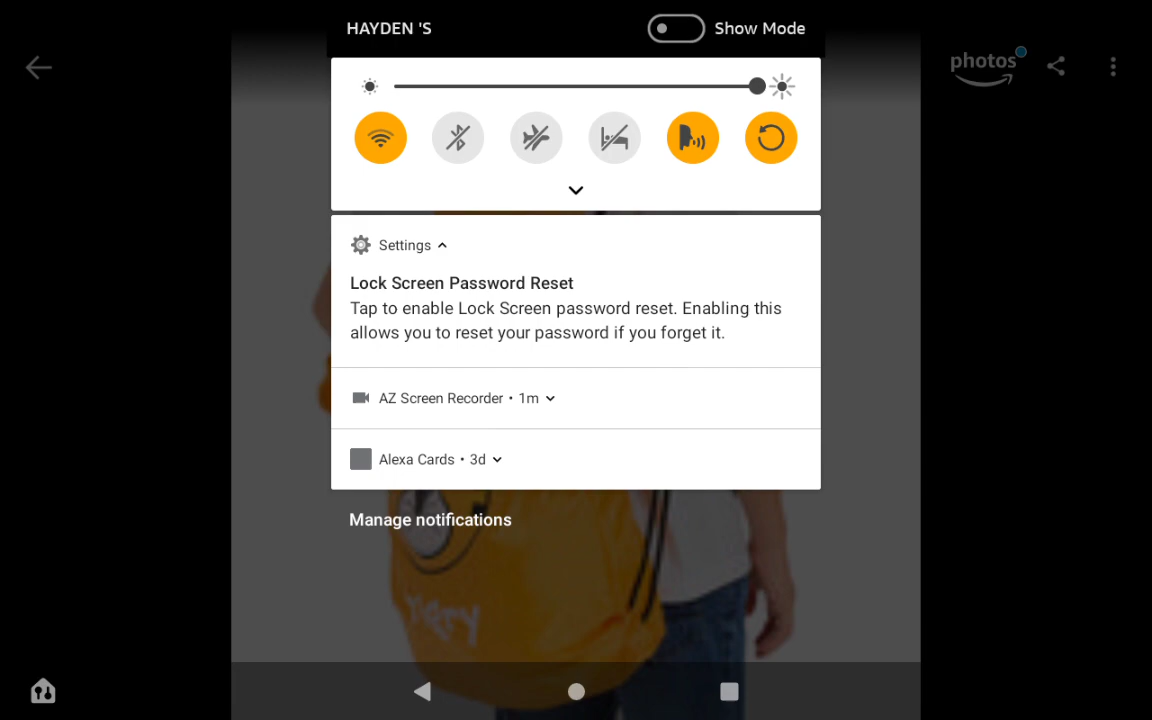 HAYDEN 'S
Show Mode
photos
Settings
Lock Screen Password Reset
Tap to enable Lock Screen password reset. Enabling this
allows you to reset your password if you forget it.
AZ Screen Recorder • 1m
Alexa Cards • 3d
Manage notifications